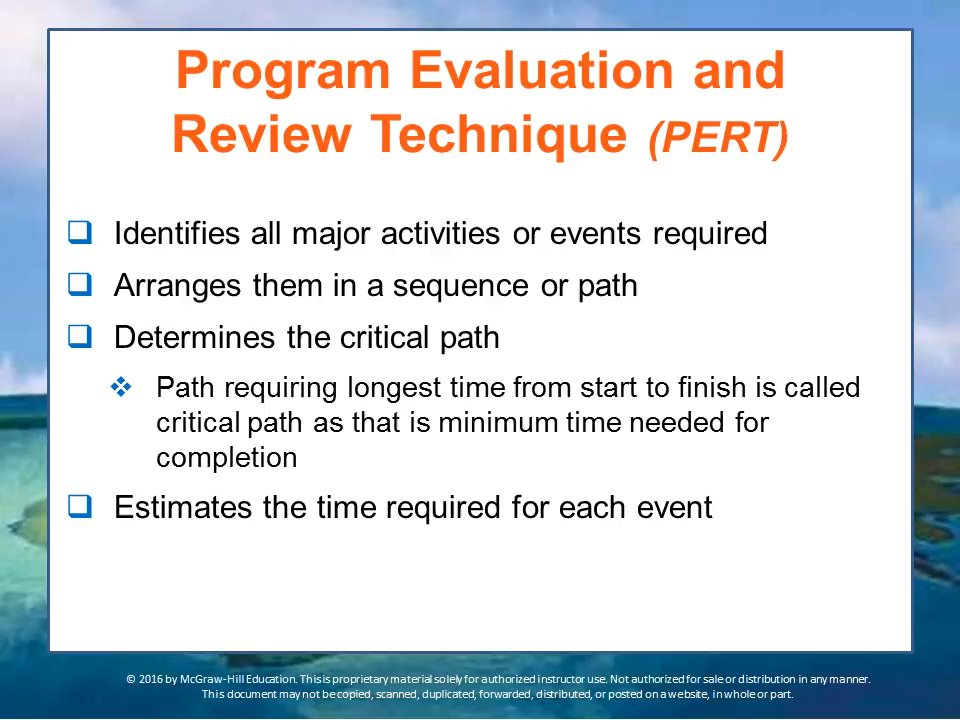 Program Evaluation and
Review Technique (PERT)
Identifies all major activities or events required
Arranges them in a sequence or path
Determines the critical path
Path requiring longest time from start to finish is called
critical path as that is minimum time needed for
completion
Estimates the time required for each event
© 2016 by McGraw-Hill Education. This is proprietary material solely for authorized instructor use. Not authorized for sale or distribution in any manner.
This document may not be copied, scanned, duplicated, forwarded, distributed, or posted on a website, in whole or part.